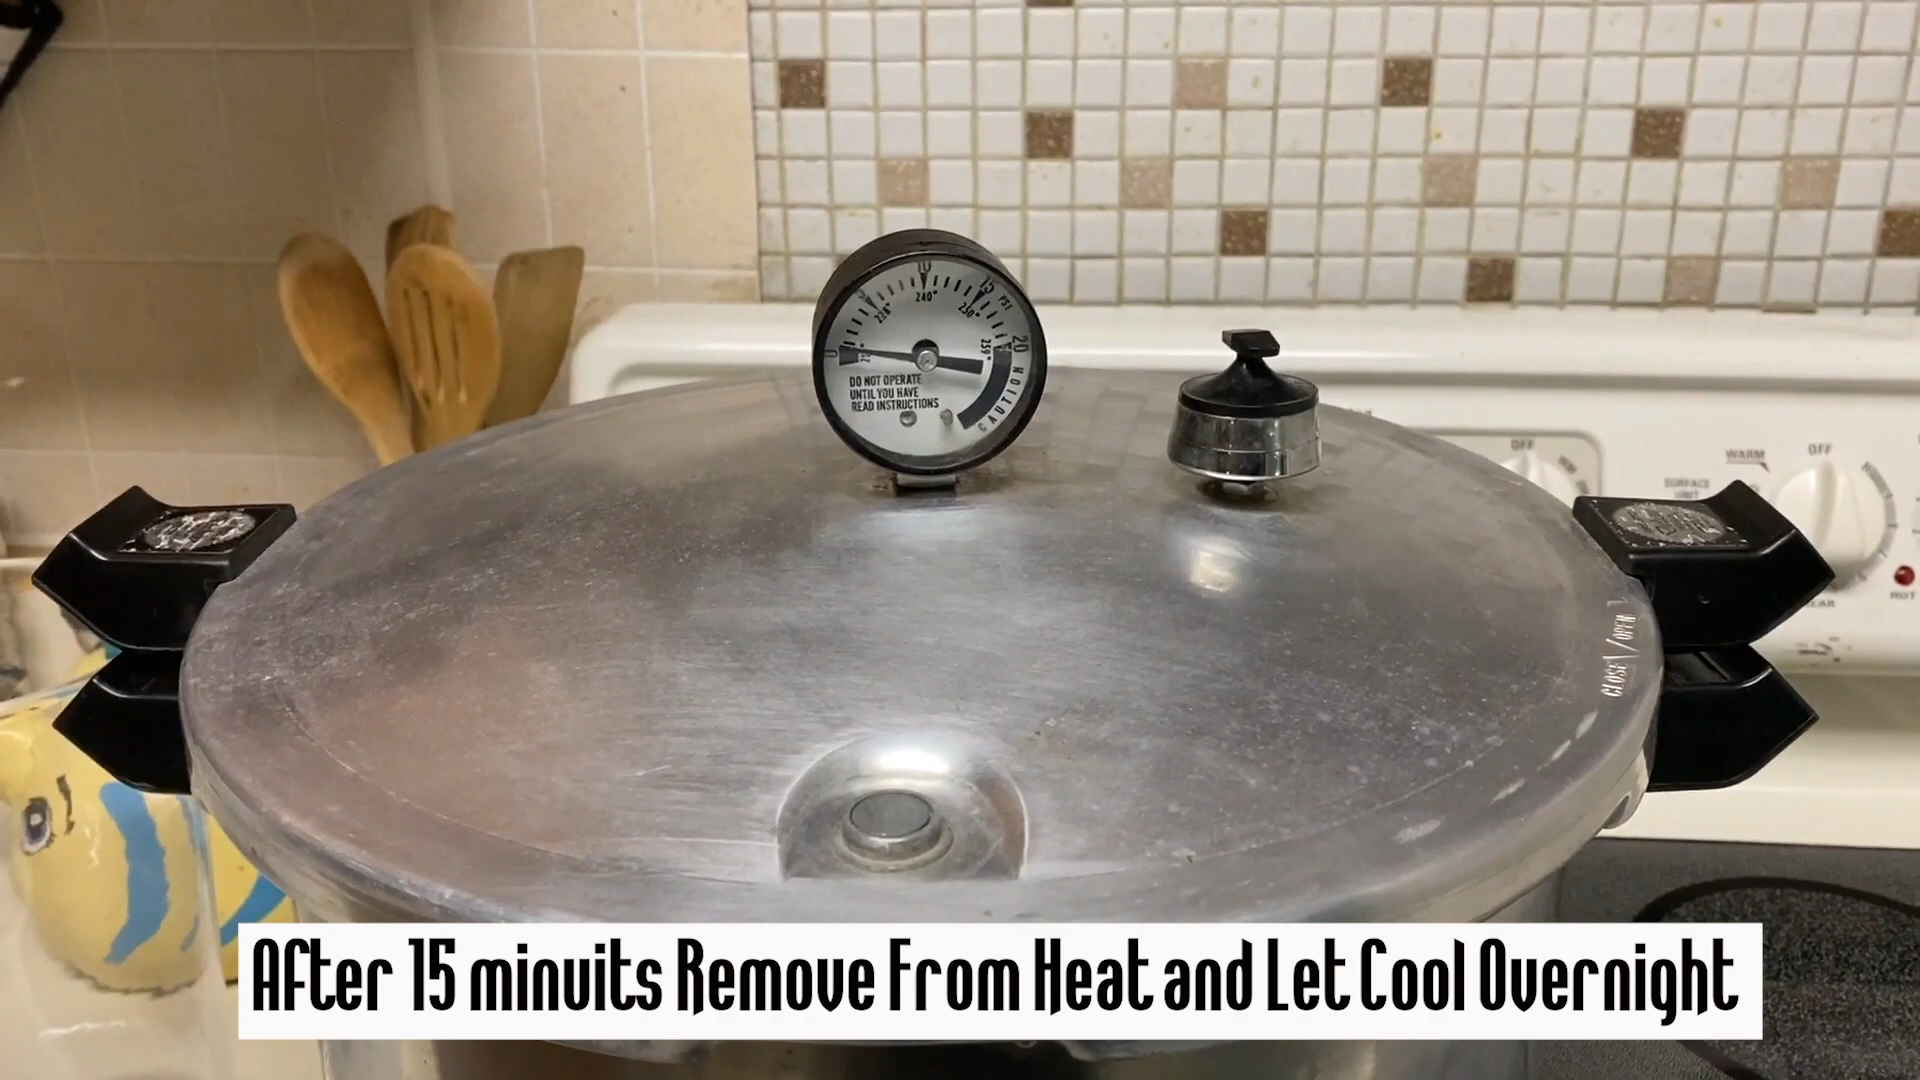 10
15 PSI
5
240°
228°
250°
0
20
259°
CAUTION
DO NOT OPERATE
UNTIL YOU HAVE
READ INSTRUCTIONS
OFF
OFF
WARM
SURFACE
UNIT
HOT
CLOSE OPEN
After 15 minuits Remove From Heat and Let Cool Overnight